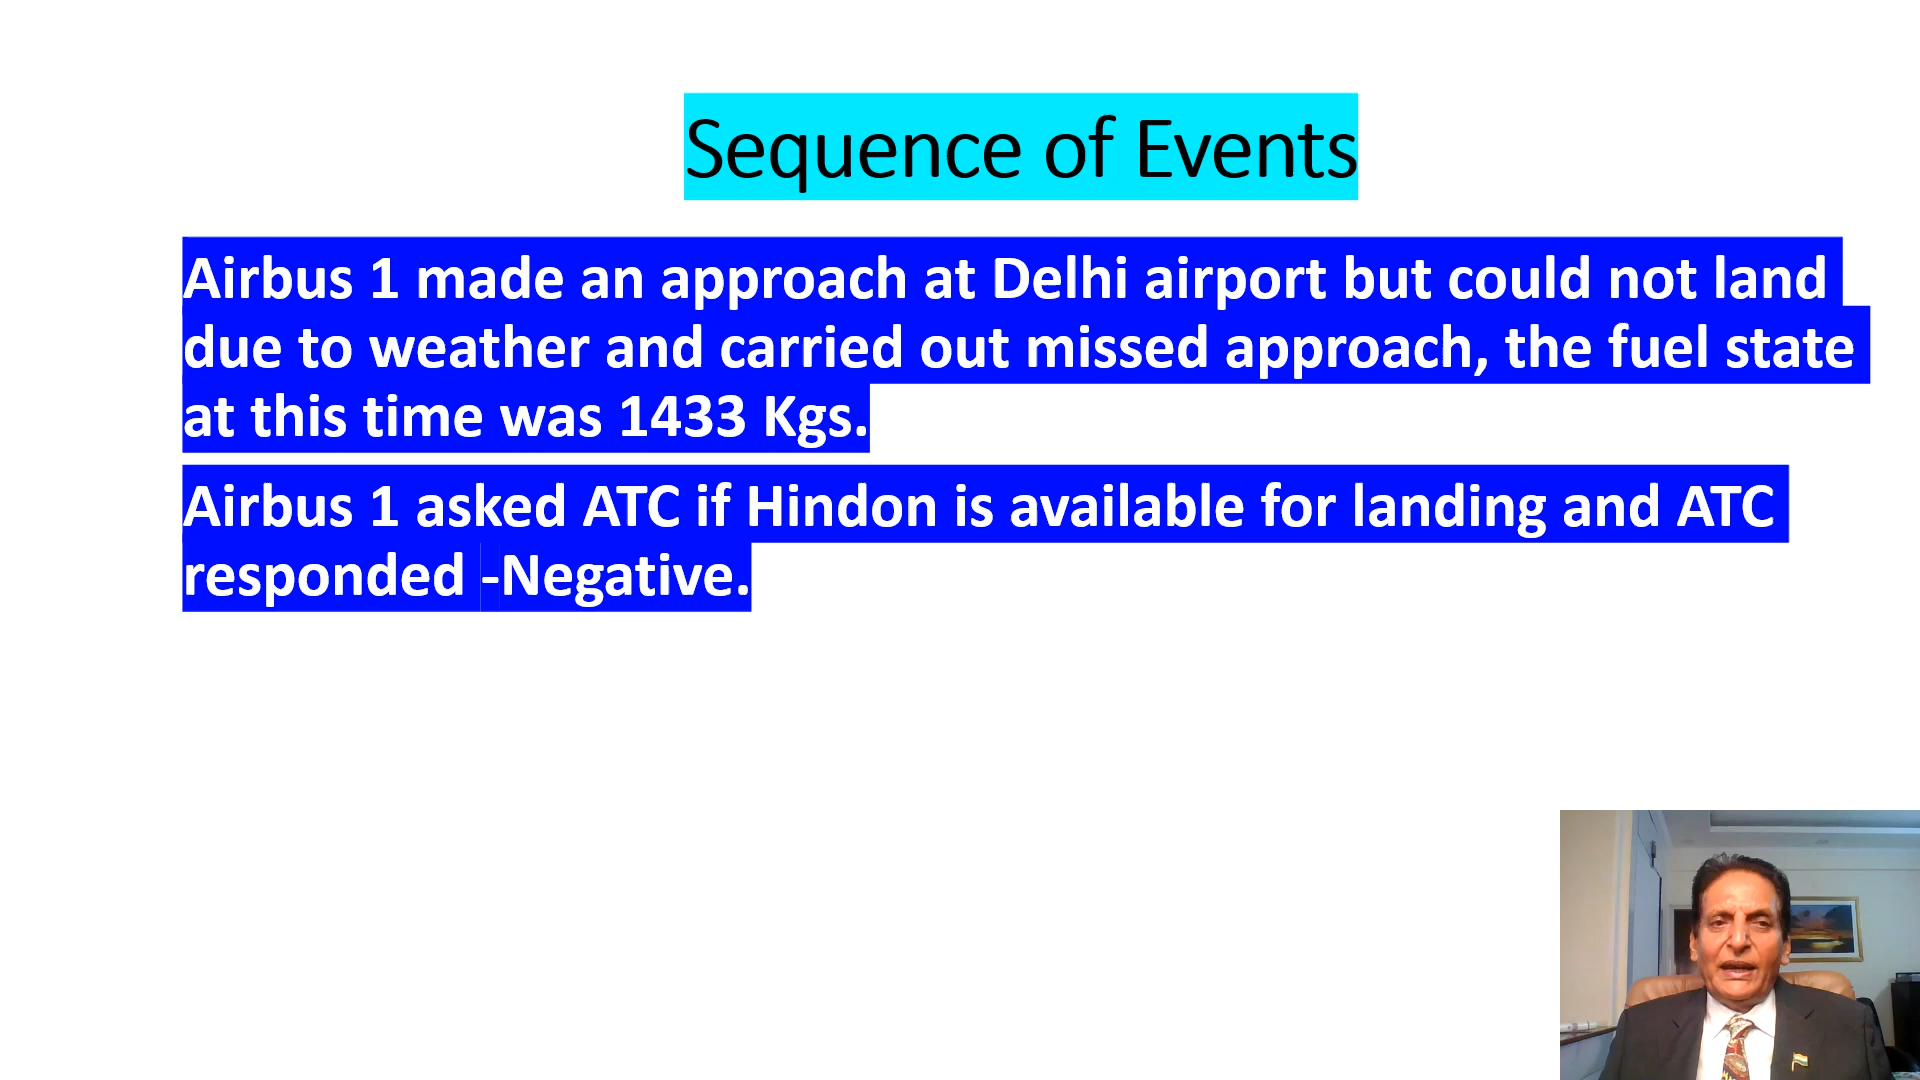 Sequence of Events
Airbus 1 made an approach at Delhi airport but could not land
due to weather and carried out missed approach, the fuel state
at this time was 1433 Kgs.
Airbus 1 asked ATC if Hindon is available for landing and ATC
responded -Negative.